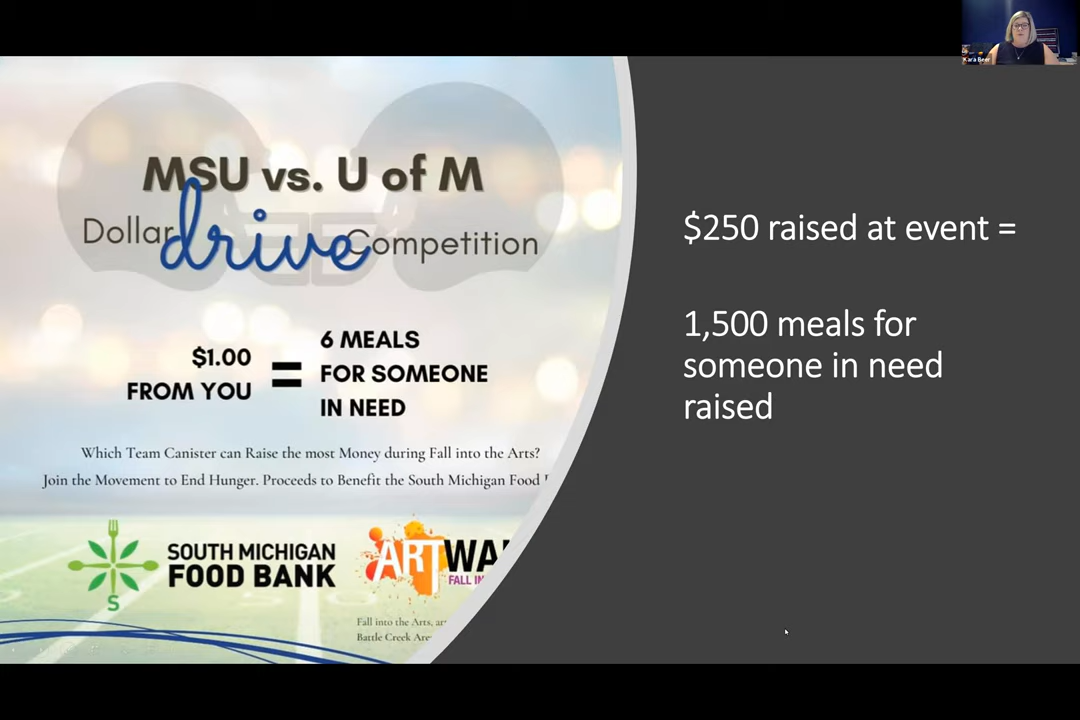 Kara Beer
MSU vs. U of M
Dollar drive Competition
$1.00
FROM YOU
=
6 MEALS
FOR SOMEONE
IN NEED
Which Team Canister can Raise the most Money during Fall into the Arts?
Join the Movement to End Hunger. Proceeds to Benefit the South Michigan Food
SOUTH MICHIGAN
FOOD BANK
ARTWA
FALL IN
Fall into the Arts,
Battle Creek
$250 raised at event =
1,500 meals for
someone in need
raised